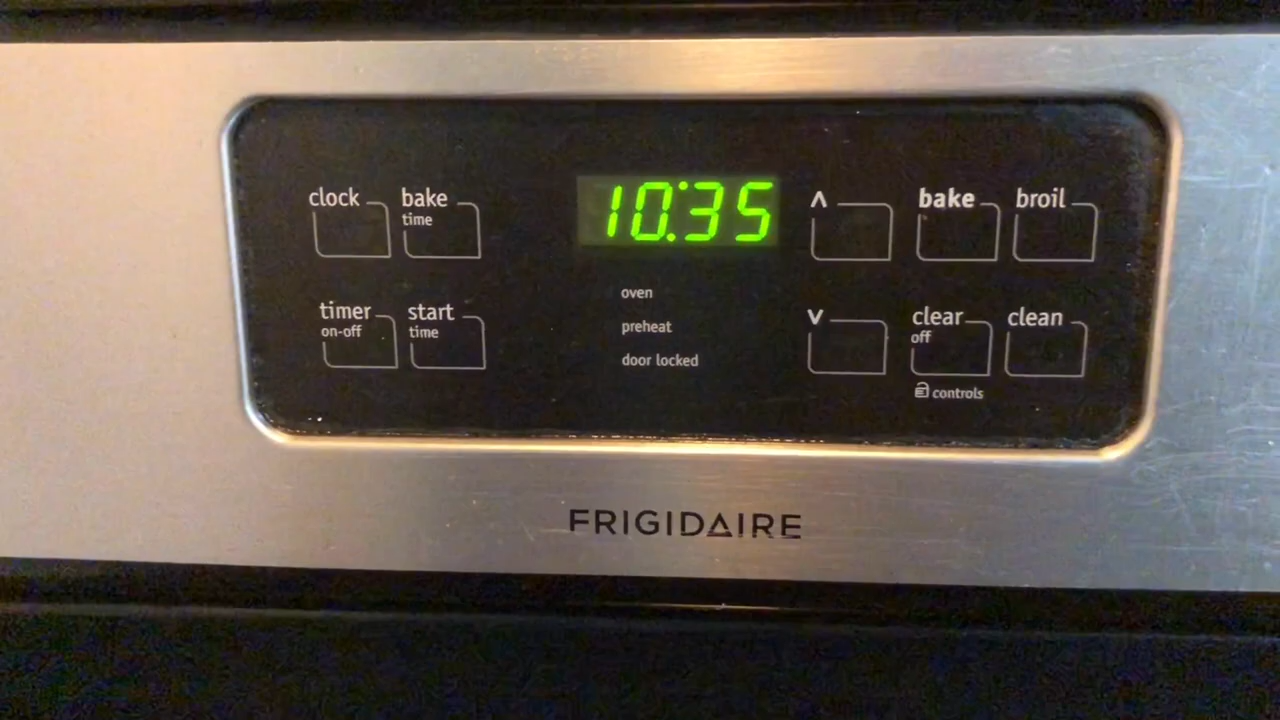 clock
bake
time
10:35
^
bake
broil
timer
on-off
start
time
oven
preheat
door locked
v
clear
off
clean
controls
FRIGIDAIRE